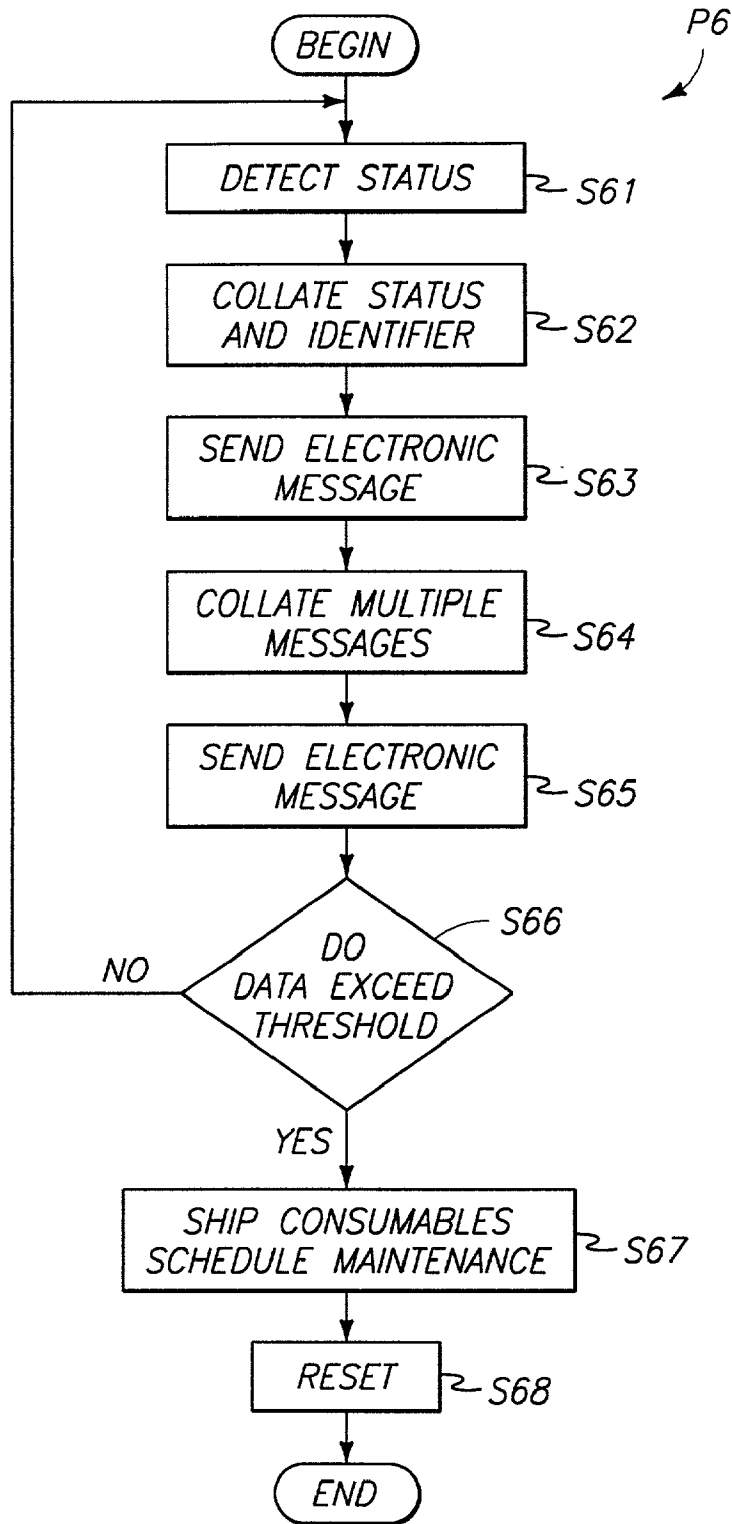 P6
BEGIN
DETECT STATUS
S61
COLLATE STATUS
AND IDENTIFIER
S62
SEND ELECTRONIC
MESSAGE
S63
COLLATE MULTIPLE
MESSAGES
S64
SEND ELECTRONIC
MESSAGE
S65
S66
DO
DATA EXCEED
THRESHOLD
NO
YES
SHIP CONSUMABLES
SCHEDULE MAINTENANCE
S67
RESET
S68
END